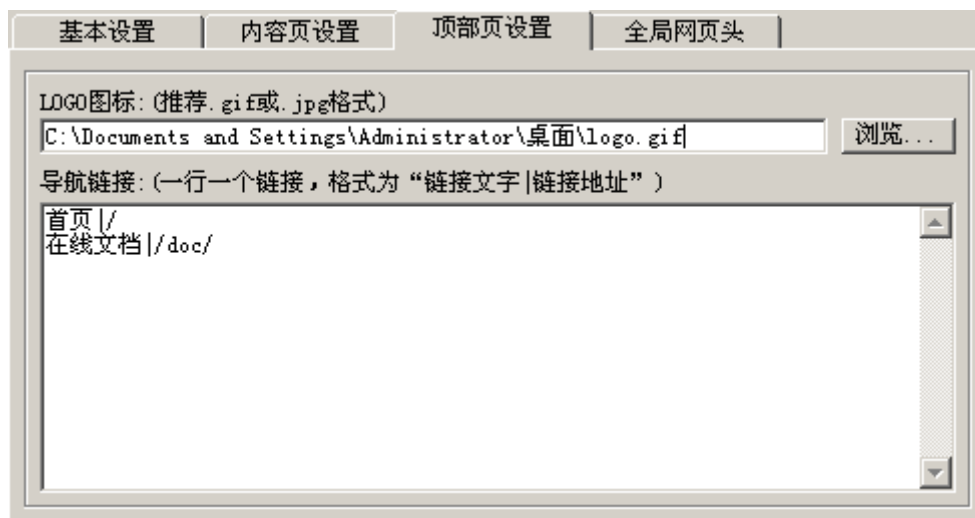 基本设置 内容页设置 顶部页设置 全局网页头
LOGO图标:(推荐.gif或.jpg格式)
C:\Documents and Settings\Administrator\桌面\logo.gif 浏览...
导航链接:(一行一个链接，格式为“链接文字|链接地址”)
首页|/
在线文档|/doc/